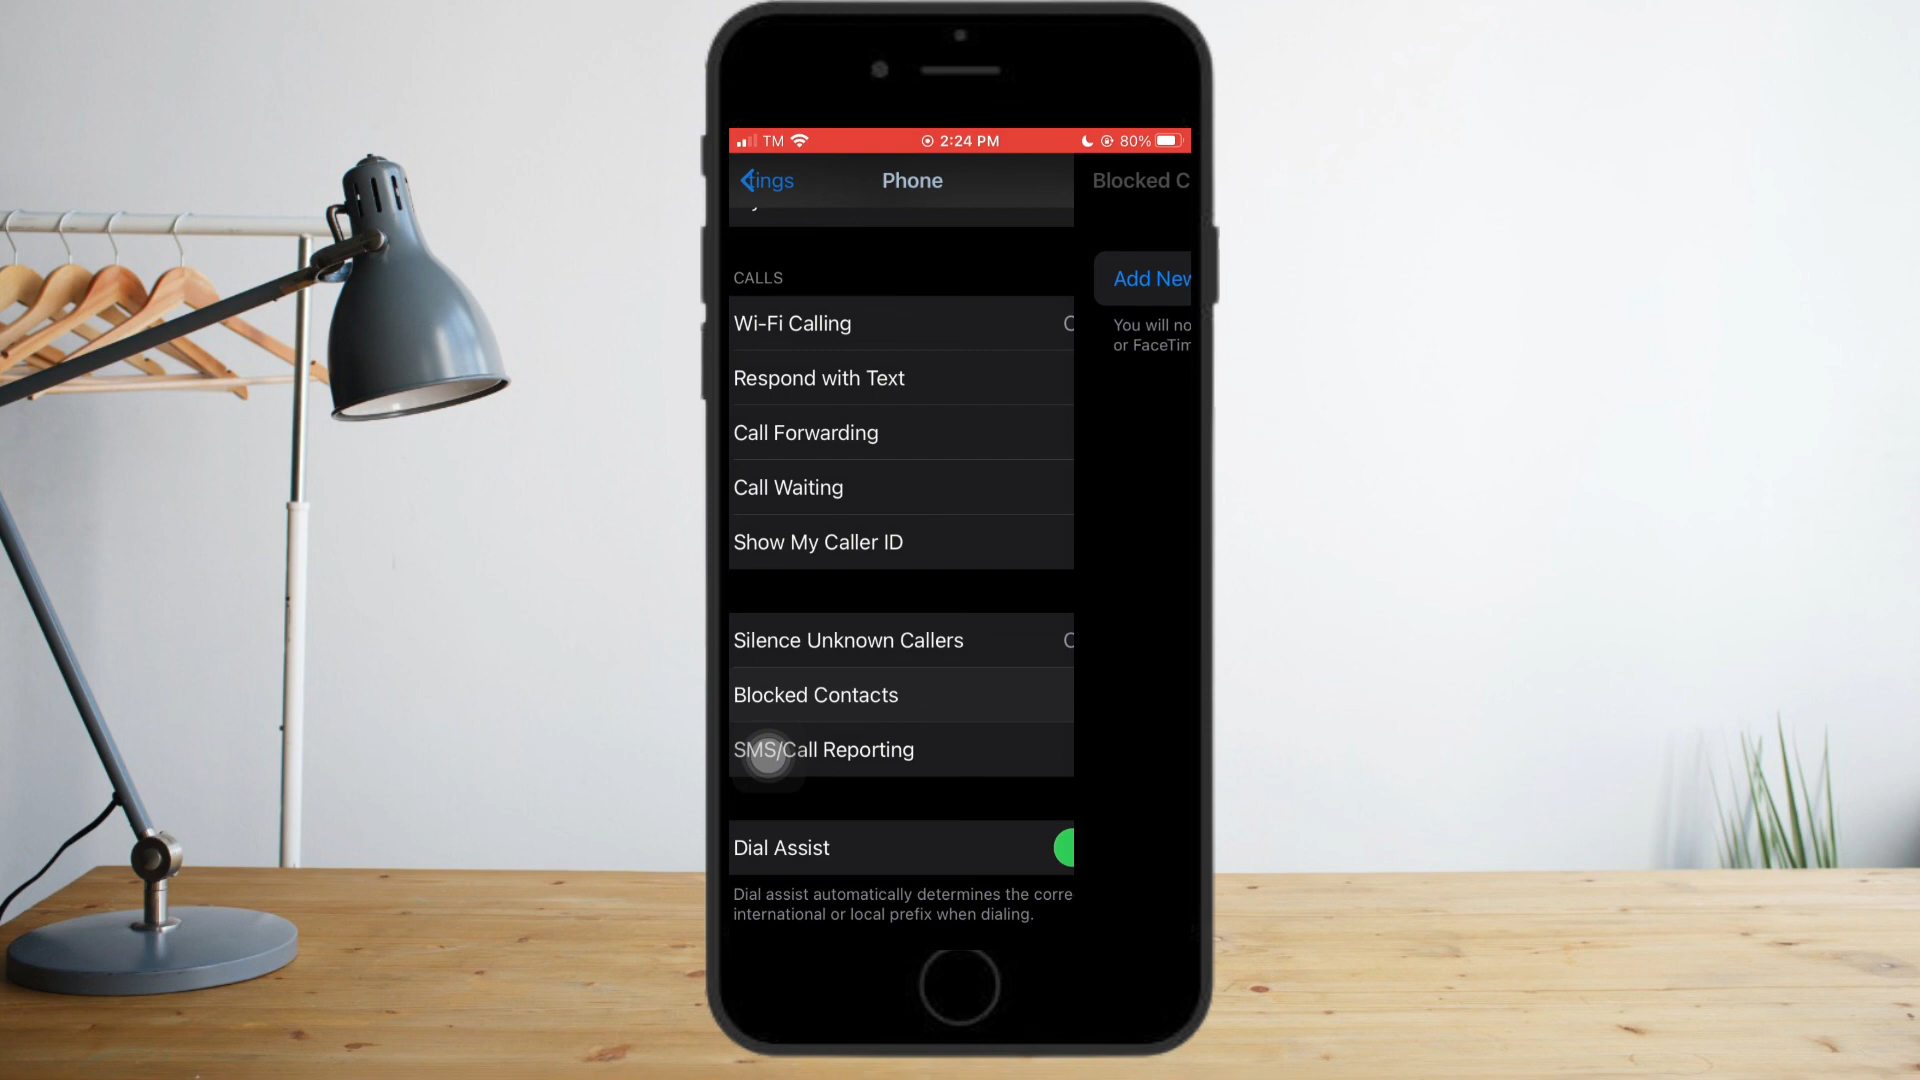 TM 2:24 PM 80%
tings Phone Blocked C
CALLS
Add New
Wi-Fi Calling
You will no
or FaceTim
Respond with Text
Call Forwarding
Call Waiting
Show My Caller ID
Silence Unknown Callers
Blocked Contacts
SMS/Call Reporting
Dial Assist
Dial assist automatically determines the corre
international or local prefix when dialing.